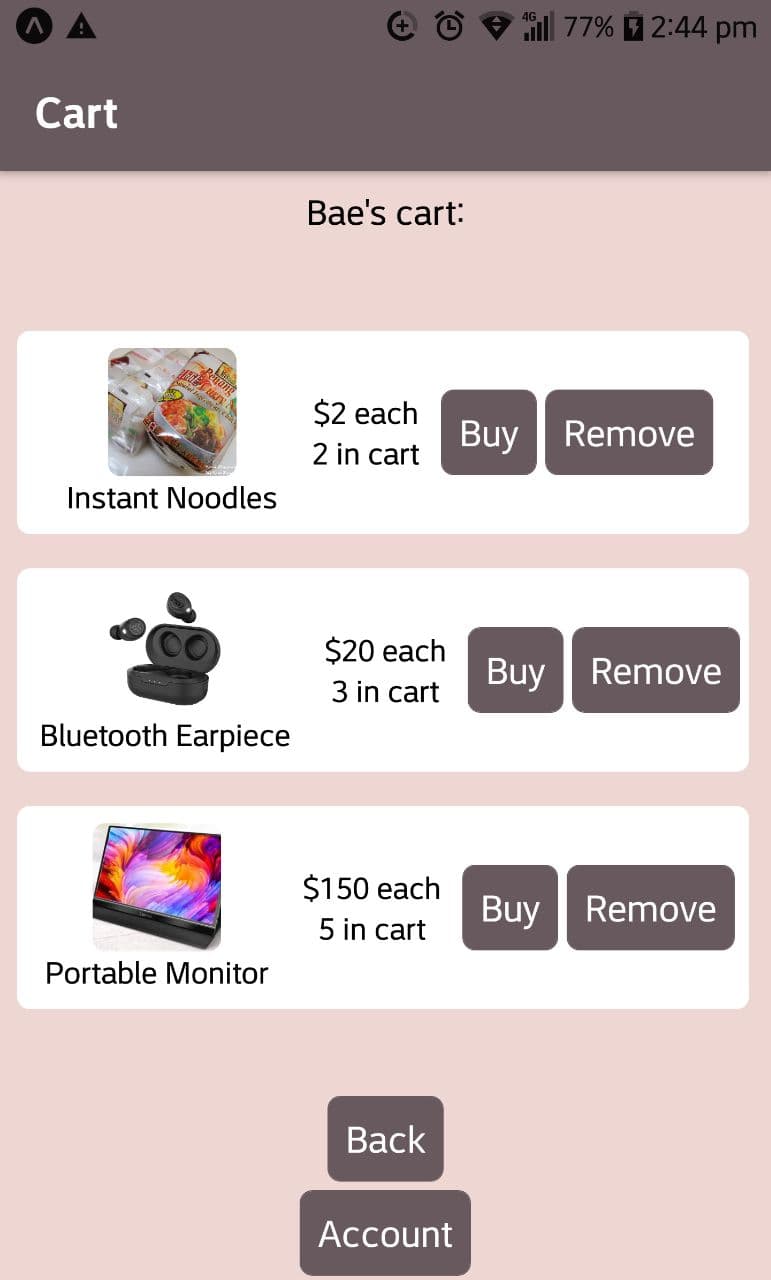 4G 77% 2:44 pm
Cart
Bae's cart:
$2 each
2 in cart
Buy
Remove
Instant Noodles
$20 each
3 in cart
Buy
Remove
Bluetooth Earpiece
$150 each
5 in cart
Buy
Remove
Portable Monitor
Back
Account